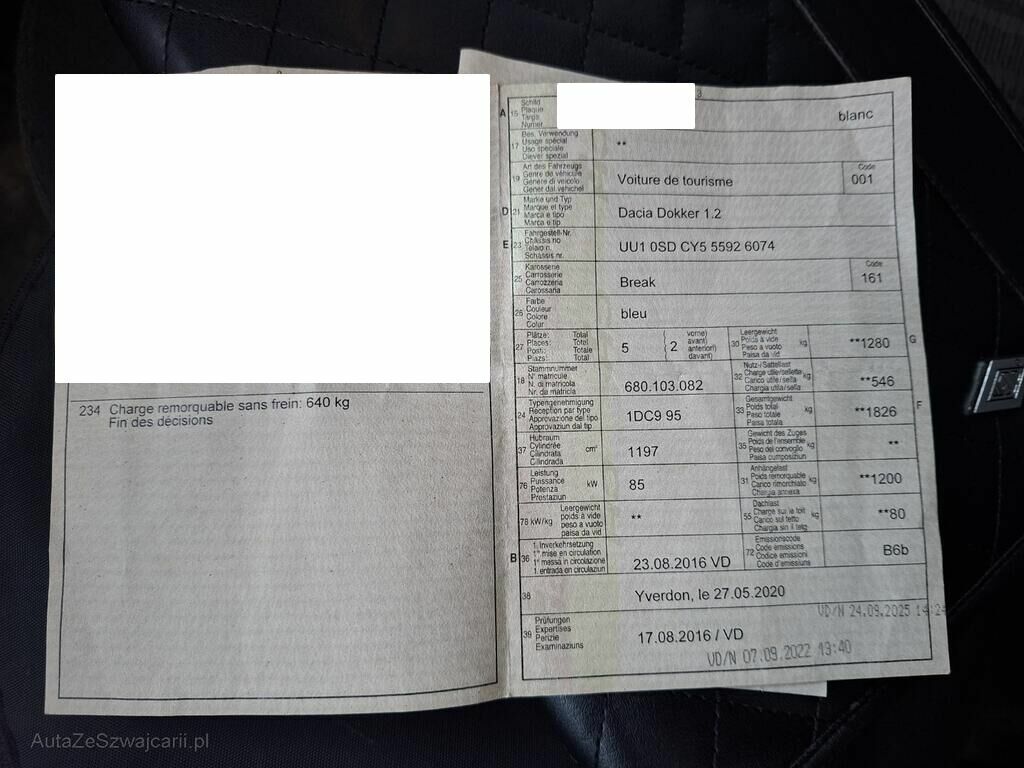 234 Charge remorquable sans frein: 640 kg
Fin des décisions
3
A 15 Schild
Plaque
Targa
Numer
blanc
17 Bes. Verwendung
Usage spécial
Uso speciale
Diever spezial
**
19 Art des Fahrzeugs
Genre de véhicule
Genere di veicolo
Gener dal vehichel
Voiture de tourisme
Code
001
D 21 Marke und Typ
Marque et type
Marca e tipo
Marca e tip
Dacia Dokker 1.2
E 23 Fahrgestell-Nr.
Châssis no
Telaio n.
Schassis nr.
UU1 0SD CY5 5592 6074
25 Karosserie
Carrosserie
Carrozzeria
Carossaria
Break
Code
161
26 Farbe
Couleur
Colore
Colur
bleu
27 Plätze: Total
Places: Total
Posti: Totale
Plazs: Total
5
( vorne)
2 avant)
anteriori)
( davant)
30 Leergewicht
Poids à vide
Peso a vuoto
Paisa da vid
kg
**1280
G
18 Stammnummer
N° matricule
N. di matricola
Nr. da matricla
680.103.082
32 Nutz-/Sattellast
Charge utile/sellette
Carico utile/sella
Chargia utila/sella
kg
**546
24 Typengenehmigung
Réception par type
Approvazione del tipo
Approvaziun dal tip
1DC9 95
33 Gesamtgewicht
Poids total
Peso totale
Paisa totala
kg
**1826
F
37 Hubraum
Cylindrée
Cilindrata
Cilindrada
cm³
1197
35 Gewicht des Zuges
Poids de l'ensemble
Peso del convoglio
Paisa cumposiziun
kg
**
76 Leistung
Puissance
Potenza
Prestaziun
kW
85
31 Anhängelast
Poids remorquable
Carico rimorchiato
Chargia annexa
kg
**1200
78 kW/kg
Leergewicht
poids à vide
peso a vuoto
paisa da vid
**
55 Dachlast
Charge sur le toit
Carico sul tetto
Chargia sin il tetg
kg
**80
B 36 1. Inverkehrsetzung
1re mise en circulation
1a messa in circolazione
1. entrada en circulaziun
23.08.2016 VD
72 Emissionscode
Code émissions
Codice emissioni
Code d'emissiuns
B6b
38
Yverdon, le 27.05.2020
VD/N 24.09.2025 14:24
39 Prüfungen
Expertises
Perizie
Examinaziuns
17.08.2016 / VD
VD/N 07.09.2022 13:40
AutaZeSzwajcarii.pl